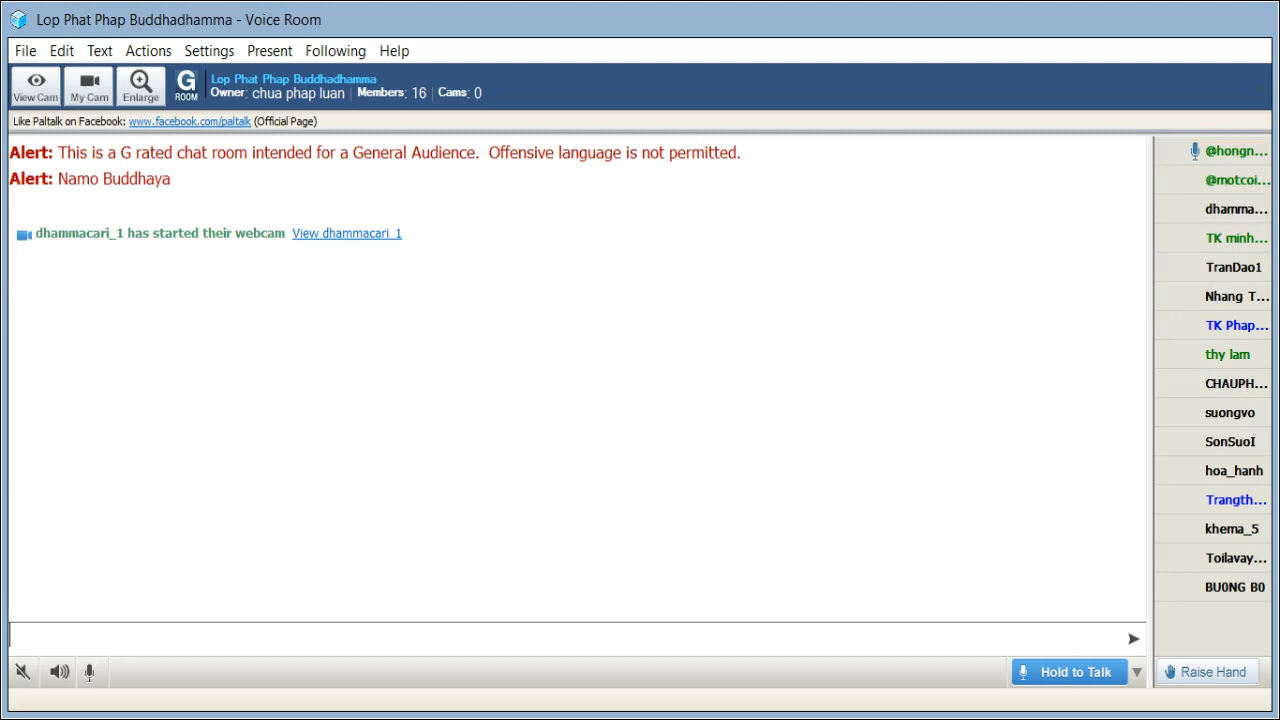 Lop Phat Phap Buddhadhamma - Voice Room
File Edit Text Actions Settings Present Following Help
View Cam My Cam Enlarge G ROOM
Lop Phat Phap Buddhadhamma
Owner: chua phap luan Members: 16 Cams: 0
Like Paltalk on Facebook: www.facebook.com/paltalk (Official Page)
Alert: This is a G rated chat room intended for a General Audience. Offensive language is not permitted.
Alert: Namo Buddhaya
dhammacari_1 has started their webcam View dhammacari_1
@hongn...
@motcoi...
dhamma...
TK minh...
TranDao1
Nhang T...
TK Phap...
thy lam
CHAUPH...
suongvo
SonSuoI
hoa_hanh
Trangth...
khema_5
Toilavay...
BU0NG B0
Hold to Talk
Raise Hand